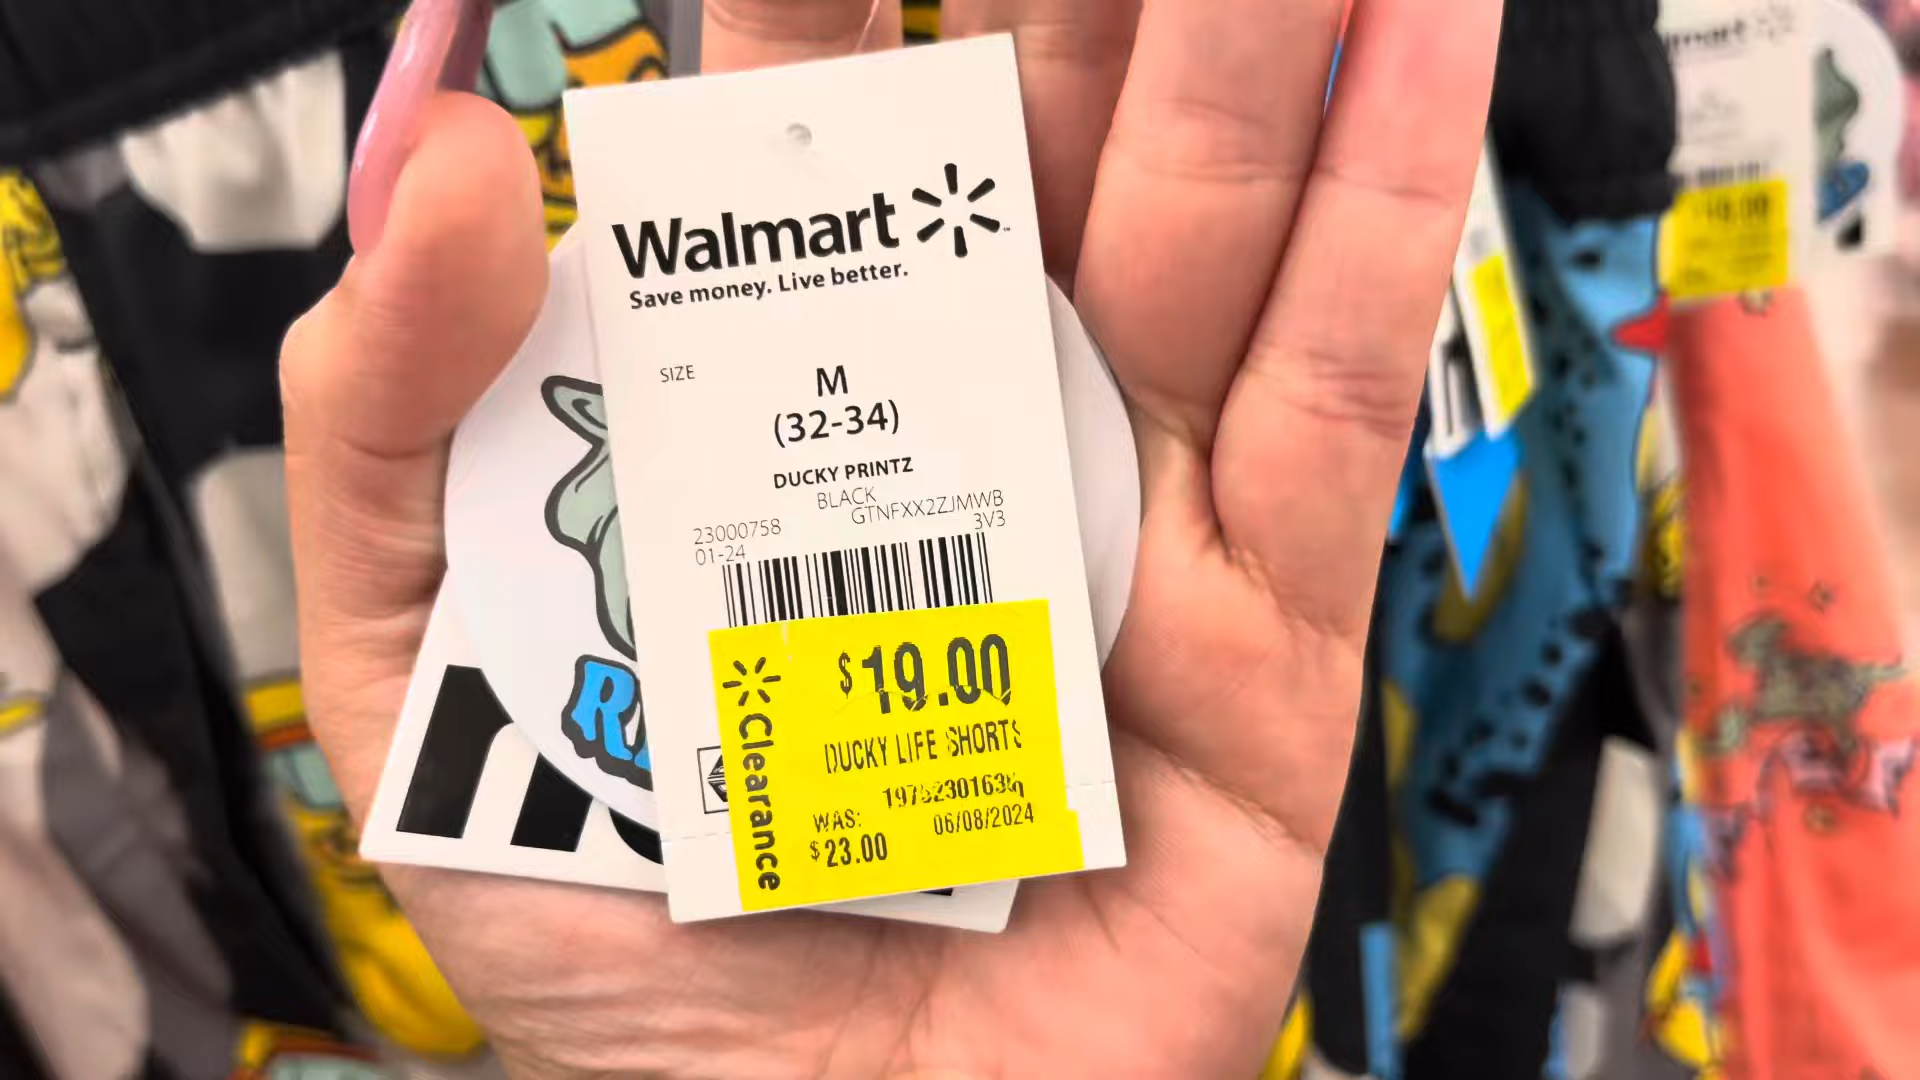 Walmart
Save money. Live better.
SIZE
M
(32-34)
DUCKY PRINTZ
BLACK
GTNFXX2ZJMWB
23000758
3V3
01-24
$19.00
DUCKY LIFE SHORTS
Clearance
WAS:
06/08/2024
$23.00